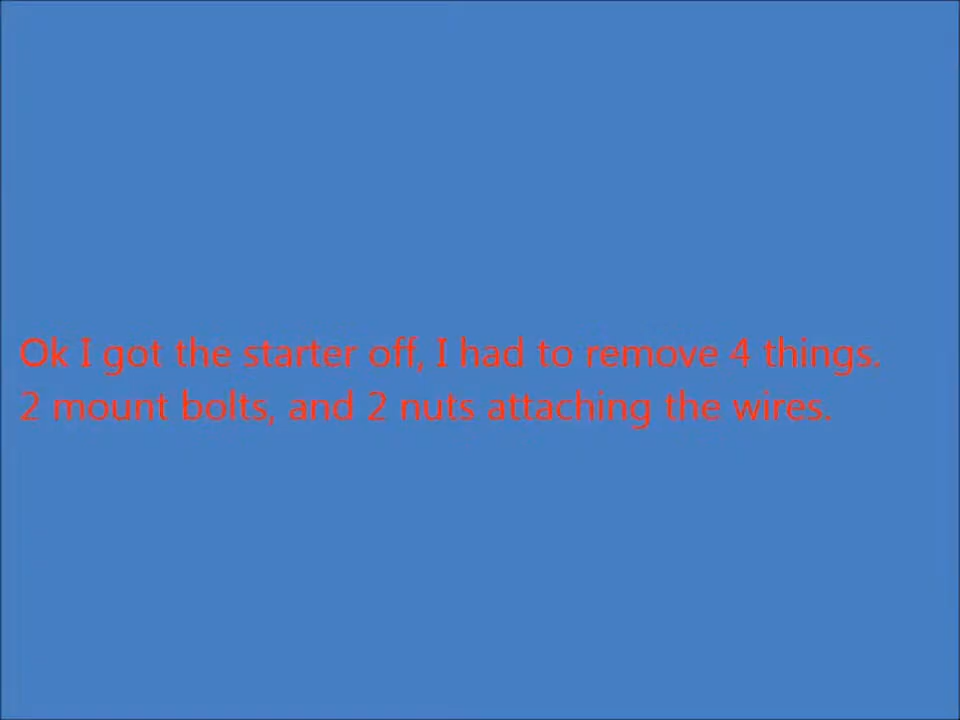 Ok I got the starter off, I had to remove 4 things.
2 mount bolts, and 2 nuts attaching the wires.